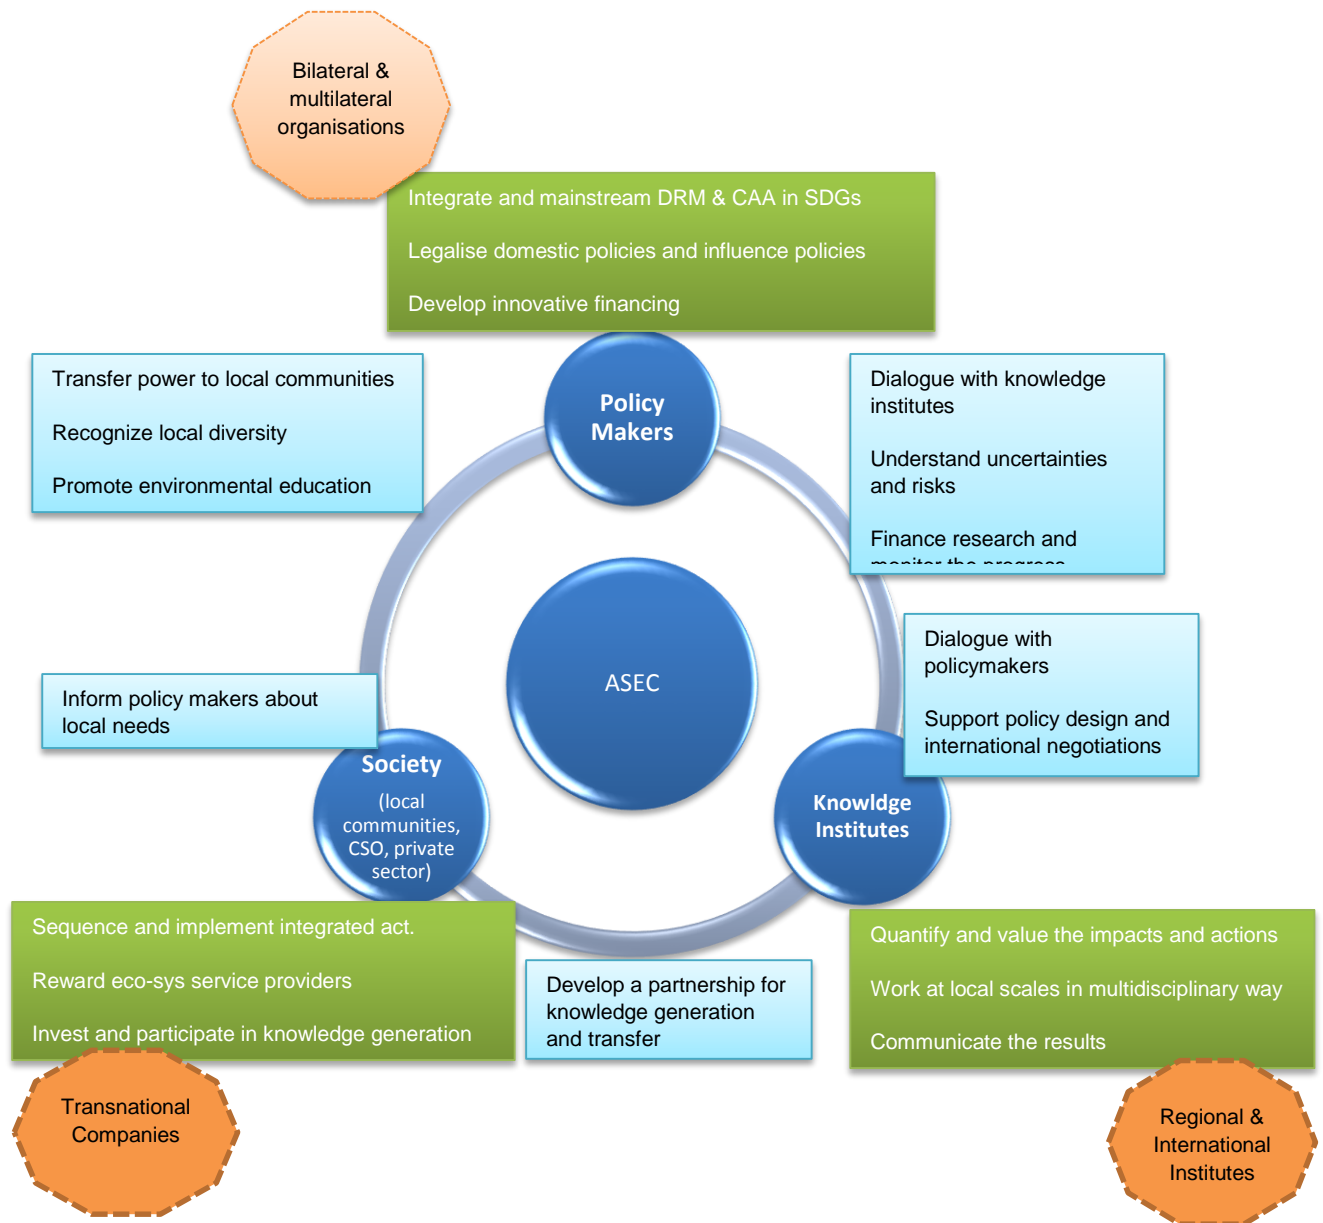 Bilateral &
multilateral
organisations
Integrate and mainstream DRM & CAA in SDGs
Legalise domestic policies and influence policies
Develop innovative financing
Transfer power to local communities
Recognize local diversity
Promote environmental education
Policy
Makers
Dialogue with knowledge
institutes
Understand uncertainties
and risks
Finance research and
monitor the progress
ASEC
Dialogue with
policymakers
Support policy design and
international negotiations
Inform policy makers about
local needs
Society
(local
communities,
CSO, private
sector)
Knowldge
Institutes
Sequence and implement integrated act.
Reward eco-sys service providers
Invest and participate in knowledge generation
Develop a partnership for
knowledge generation
and transfer
Quantify and value the impacts and actions
Work at local scales in multidisciplinary way
Communicate the results
Transnational
Companies
Regional &
International
Institutes